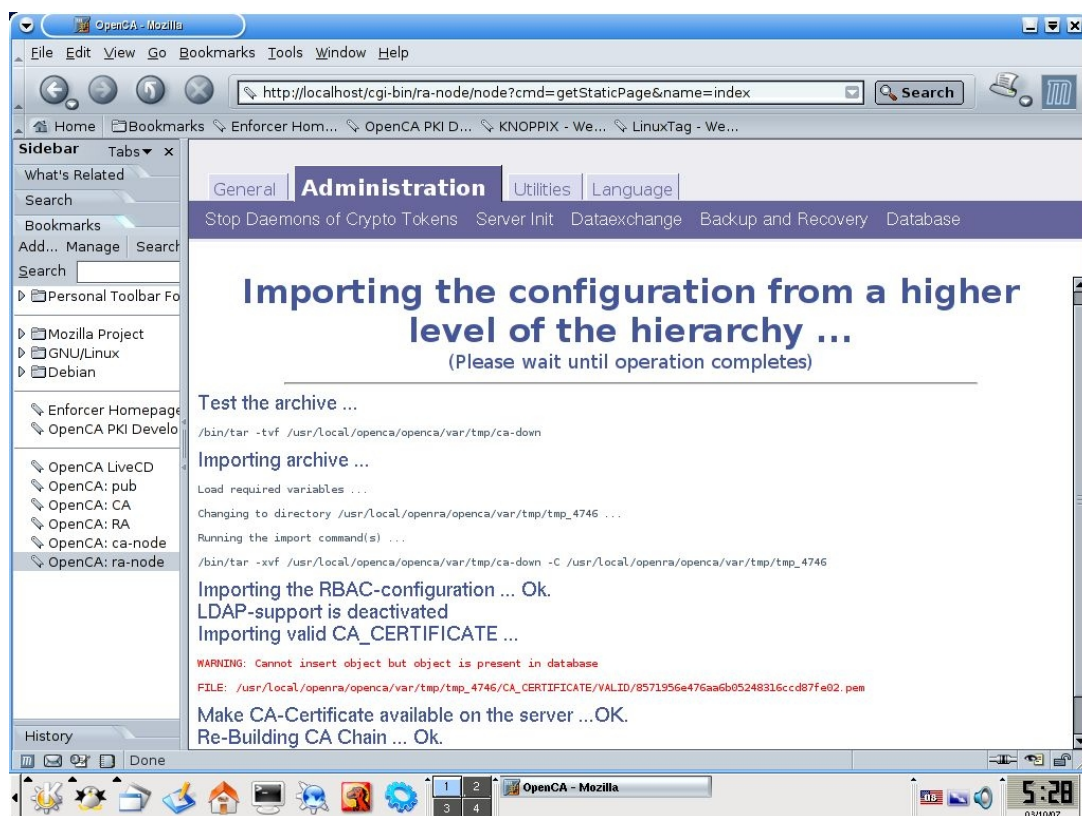 OpenCA - Mozilla
File Edit View Go Bookmarks Tools Window Help
http://localhost/cgi-bin/ra-node/node?cmd=getStaticPage&name=index Search
Home Bookmarks Enforcer Hom... OpenCA PKI D... KNOPPIX - We... LinuxTag - We...
Sidebar Tabs x
What's Related
Search
Bookmarks
Add... Manage Search
Search
Personal Toolbar Fo
Mozilla Project
GNU/Linux
Debian
Enforcer Homepage
OpenCA PKI Develo
OpenCA LiveCD
OpenCA: pub
OpenCA: CA
OpenCA: RA
OpenCA: ca-node
OpenCA: ra-node
History
General Administration Utilities Language
Stop Daemons of Crypto Tokens Server Init Dataexchange Backup and Recovery Database
Importing the configuration from a higher
level of the hierarchy ...
(Please wait until operation completes)
Test the archive ...
/bin/tar -tvf /usr/local/openca/openca/var/tmp/ca-down
Importing archive ...
Load required variables ...
Changing to directory /usr/local/openra/openca/var/tmp/tmp_4746 ...
Running the import command(s) ...
/bin/tar -xvf /usr/local/openca/openca/var/tmp/ca-down -C /usr/local/openra/openca/var/tmp/tmp_4746
Importing the RBAC-configuration ... Ok.
LDAP-support is deactivated
Importing valid CA_CERTIFICATE ...
WARNING: Cannot insert object but object is present in database
FILE: /usr/local/openra/openca/var/tmp/tmp_4746/CA_CERTIFICATE/VALID/8571956e476aa6b05248316ccd87fe02.pem
Make CA-Certificate available on the server ...OK.
Re-Building CA Chain ... Ok.
Done
1 2
3 4
OpenCA - Mozilla
US
5:28
03/10/07